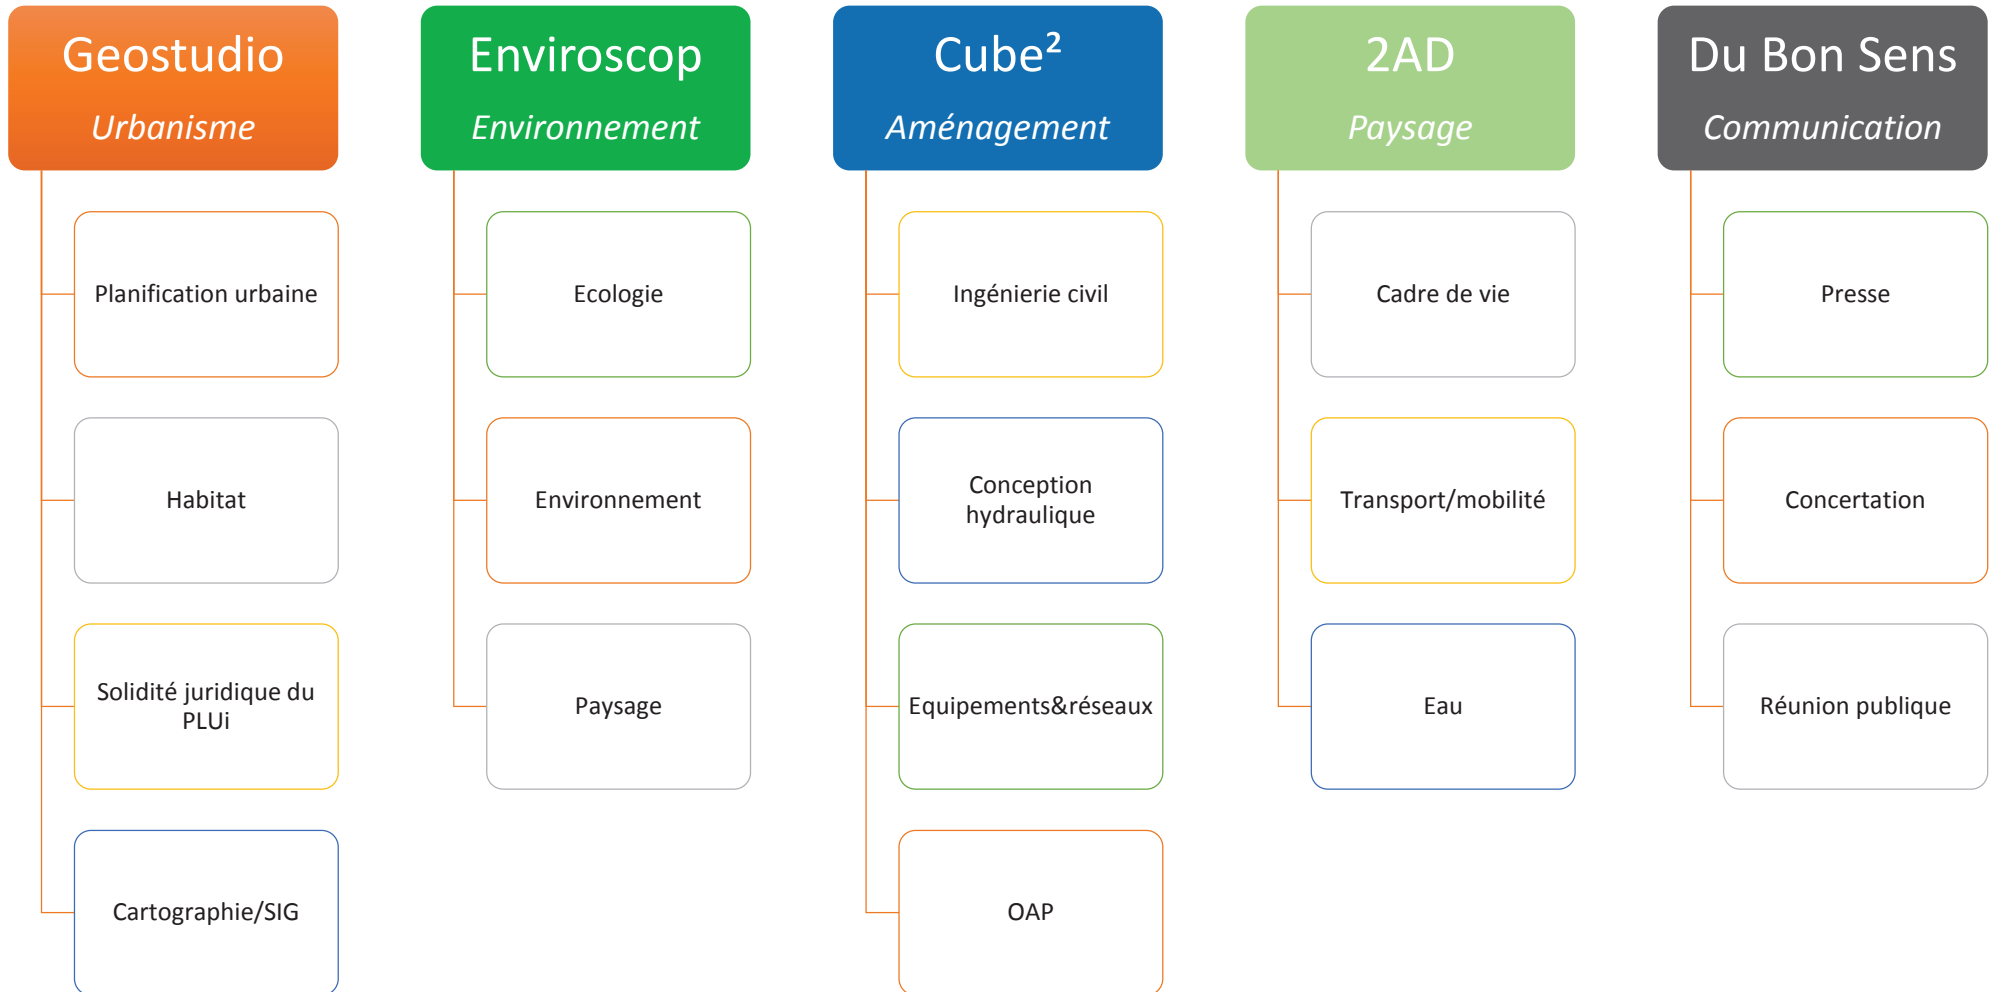 Geostudio
Urbanisme
Planification urbaine
Habitat
Solidité juridique du
PLUi
Cartographie/SIG
Enviroscop
Environnement
Ecologie
Environnement
Paysage
Cube²
Aménagement
Ingénierie civil
Conception
hydraulique
Equipements&réseaux
OAP
2AD
Paysage
Cadre de vie
Transport/mobilité
Eau
Du Bon Sens
Communication
Presse
Concertation
Réunion publique